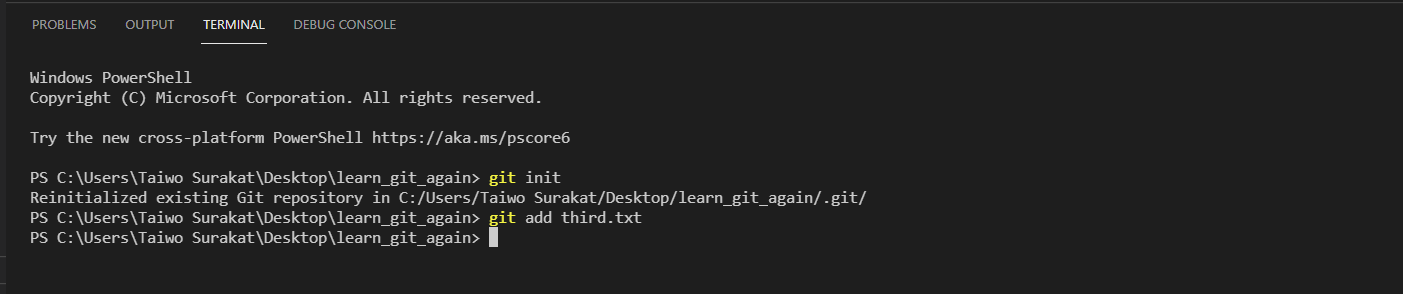 PROBLEMS OUTPUT TERMINAL DEBUG CONSOLE
Windows PowerShell
Copyright (C) Microsoft Corporation. All rights reserved.
Try the new cross-platform PowerShell https://aka.ms/pscore6
PS C:\Users\Taiwo Surakat\Desktop\learn_git_again> git init
Reinitialized existing Git repository in C:/Users/Taiwo Surakat/Desktop/learn_git_again/.git/
PS C:\Users\Taiwo Surakat\Desktop\learn_git_again> git add third.txt
PS C:\Users\Taiwo Surakat\Desktop\learn_git_again>